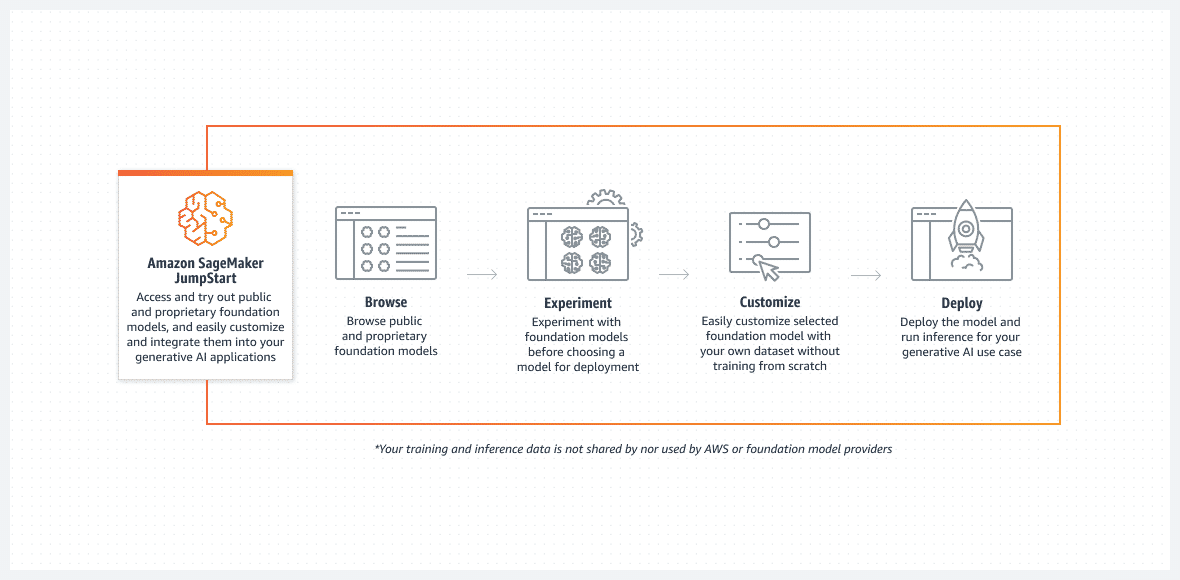 Amazon SageMaker
JumpStart
Access and try out public
and proprietary foundation
models, and easily customize
and integrate them into your
generative AI applications
Browse
Browse public
and proprietary
foundation models
Experiment
Experiment with
foundation models
before choosing a
model for deployment
Customize
Easily customize selected
foundation model with
your own dataset without
training from scratch
Deploy
Deploy the model and
run inference for your
generative AI use case
*Your training and inference data is not shared by nor used by AWS or foundation model providers